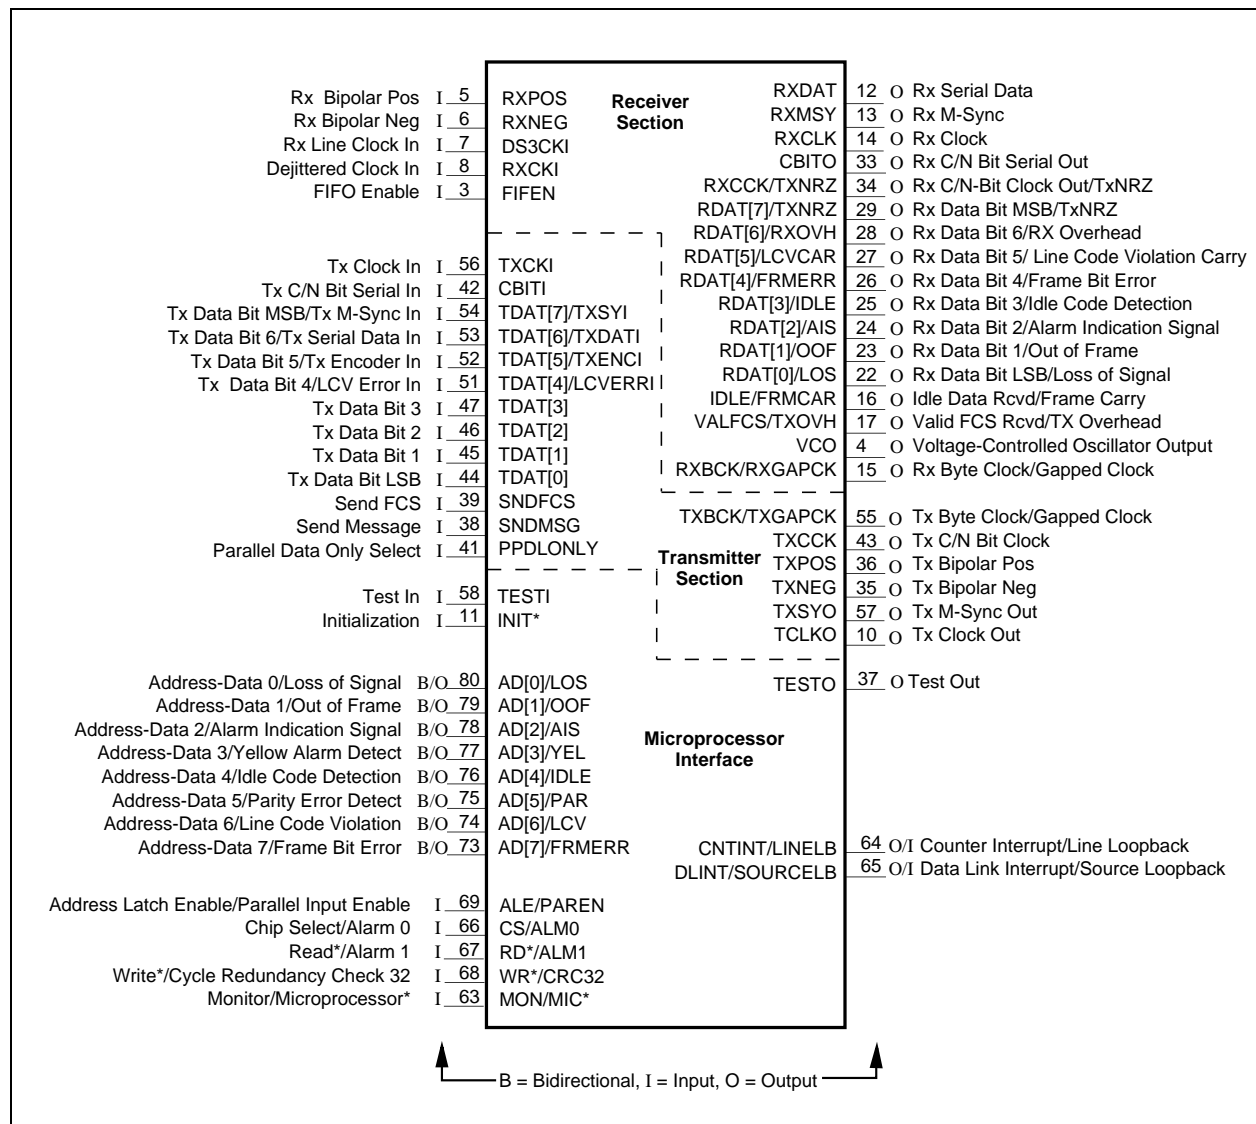 Rx Bipolar Pos I 5 RXPOS
Rx Bipolar Neg I 6 RXNEG
Rx Line Clock In I 7 DS3CKI
Dejittered Clock In I 8 RXCKI
FIFO Enable I 3 FIFEN
Receiver
Section
RXDAT 12 O Rx Serial Data
RXMSY 13 O Rx M-Sync
RXCLK 14 O Rx Clock
CBITO 33 O Rx C/N Bit Serial Out
RXCCK/TXNRZ 34 O Rx C/N-Bit Clock Out/TxNRZ
RDAT[7]/TXNRZ 29 O Rx Data Bit MSB/TxNRZ
RDAT[6]/RXOVH 28 O Rx Data Bit 6/RX Overhead
RDAT[5]/LCVCAR 27 O Rx Data Bit 5/ Line Code Violation Carry
RDAT[4]/FRMERR 26 O Rx Data Bit 4/Frame Bit Error
RDAT[3]/IDLE 25 O Rx Data Bit 3/Idle Code Detection
RDAT[2]/AIS 24 O Rx Data Bit 2/Alarm Indication Signal
RDAT[1]/OOF 23 O Rx Data Bit 1/Out of Frame
RDAT[0]/LOS 22 O Rx Data Bit LSB/Loss of Signal
IDLE/FRMCAR 16 O Idle Data Rcvd/Frame Carry
VALFCS/TXOVH 17 O Valid FCS Rcvd/TX Overhead
VCO 4 O Voltage-Controlled Oscillator Output
RXBCK/RXGAPCK 15 O Rx Byte Clock/Gapped Clock
Tx Clock In I 56 TXCKI
Tx C/N Bit Serial In I 42 CBITI
Tx Data Bit MSB/Tx M-Sync In I 54 TDAT[7]/TXSYI
Tx Data Bit 6/Tx Serial Data In I 53 TDAT[6]/TXDATI
Tx Data Bit 5/Tx Encoder In I 52 TDAT[5]/TXENCI
Tx Data Bit 4/LCV Error In I 51 TDAT[4]/LCVERRI
Tx Data Bit 3 I 47 TDAT[3]
Tx Data Bit 2 I 46 TDAT[2]
Tx Data Bit 1 I 45 TDAT[1]
Tx Data Bit LSB I 44 TDAT[0]
Send FCS I 39 SNDFCS
Send Message I 38 SNDMSG
Parallel Data Only Select I 41 PPDLONLY
Transmitter
Section
TXBCK/TXGAPCK 55 O Tx Byte Clock/Gapped Clock
TXCCK 43 O Tx C/N Bit Clock
TXPOS 36 O Tx Bipolar Pos
TXNEG 35 O Tx Bipolar Neg
TXSYO 57 O Tx M-Sync Out
TCLKO 10 O Tx Clock Out
Test In I 58 TESTI
Initialization I 11 INIT*
TESTO 37 O Test Out
Address-Data 0/Loss of Signal B/O 80 AD[0]/LOS
Address-Data 1/Out of Frame B/O 79 AD[1]/OOF
Address-Data 2/Alarm Indication Signal B/O 78 AD[2]/AIS
Address-Data 3/Yellow Alarm Detect B/O 77 AD[3]/YEL
Address-Data 4/Idle Code Detection B/O 76 AD[4]/IDLE
Address-Data 5/Parity Error Detect B/O 75 AD[5]/PAR
Address-Data 6/Line Code Violation B/O 74 AD[6]/LCV
Address-Data 7/Frame Bit Error B/O 73 AD[7]/FRMERR
Microprocessor
Interface
CNTINT/LINELB 64 O/I Counter Interrupt/Line Loopback
DLINT/SOURCELB 65 O/I Data Link Interrupt/Source Loopback
Address Latch Enable/Parallel Input Enable I 69 ALE/PAREN
Chip Select/Alarm 0 I 66 CS/ALM0
Read*/Alarm 1 I 67 RD*/ALM1
Write*/Cycle Redundancy Check 32 I 68 WR*/CRC32
Monitor/Microprocessor* I 63 MON/MIC*
B = Bidirectional, I = Input, O = Output